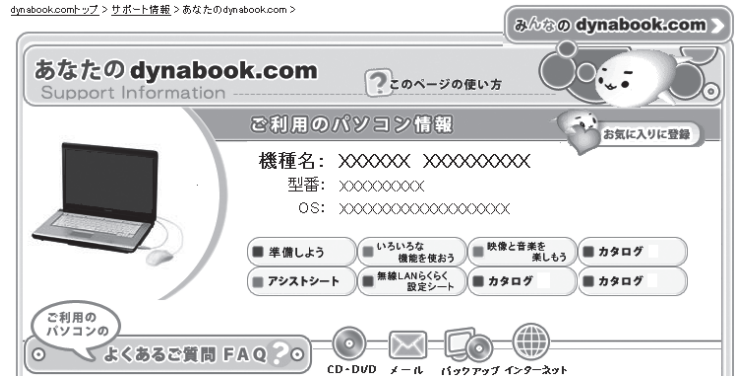 dynabook.comトップ > サポート情報 > あなたのdynabook.com >
みんなの dynabook.com
あなたの dynabook.com
Support Information
? このページの使い方
ご利用のパソコン情報
お気に入りに登録
機種名: XXXXXX XXXXXXXXX
型番: XXXXXXXXX
OS: XXXXXXXXXXXXXXXXXX
準備しよう
いろいろな
機能を使おう
映像と音楽を
楽しもう
カタログ
アシストシート
無線LANらくらく
設定シート
カタログ
カタログ
ご利用の
パソコンの
よくあるご質問 FAQ ?
CD・DVD メール バックアップ インターネット